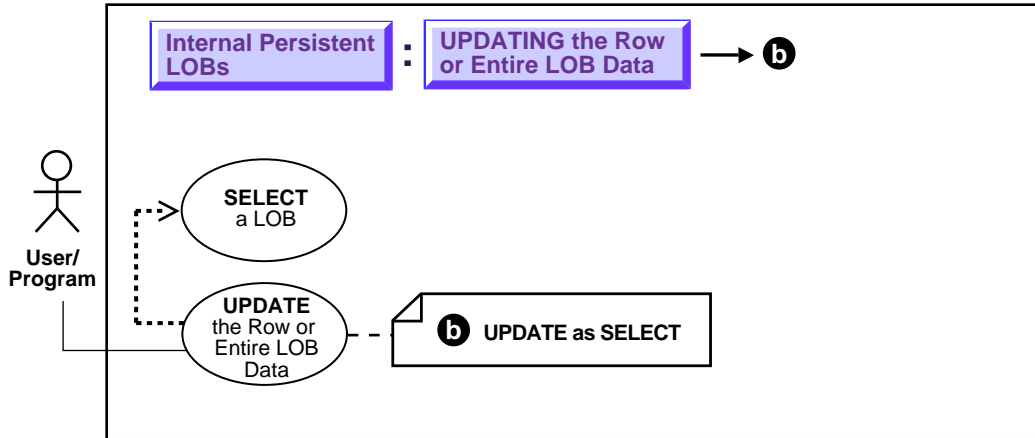 Internal Persistent
LOBs
:
UPDATING the Row
or Entire LOB Data
b
SELECT
a LOB
User/
Program
UPDATE
the Row or
Entire LOB
Data
b UPDATE as SELECT